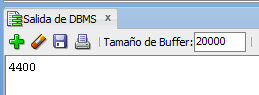 Salida de DBMS
Tamaño de Buffer: 20000
4400